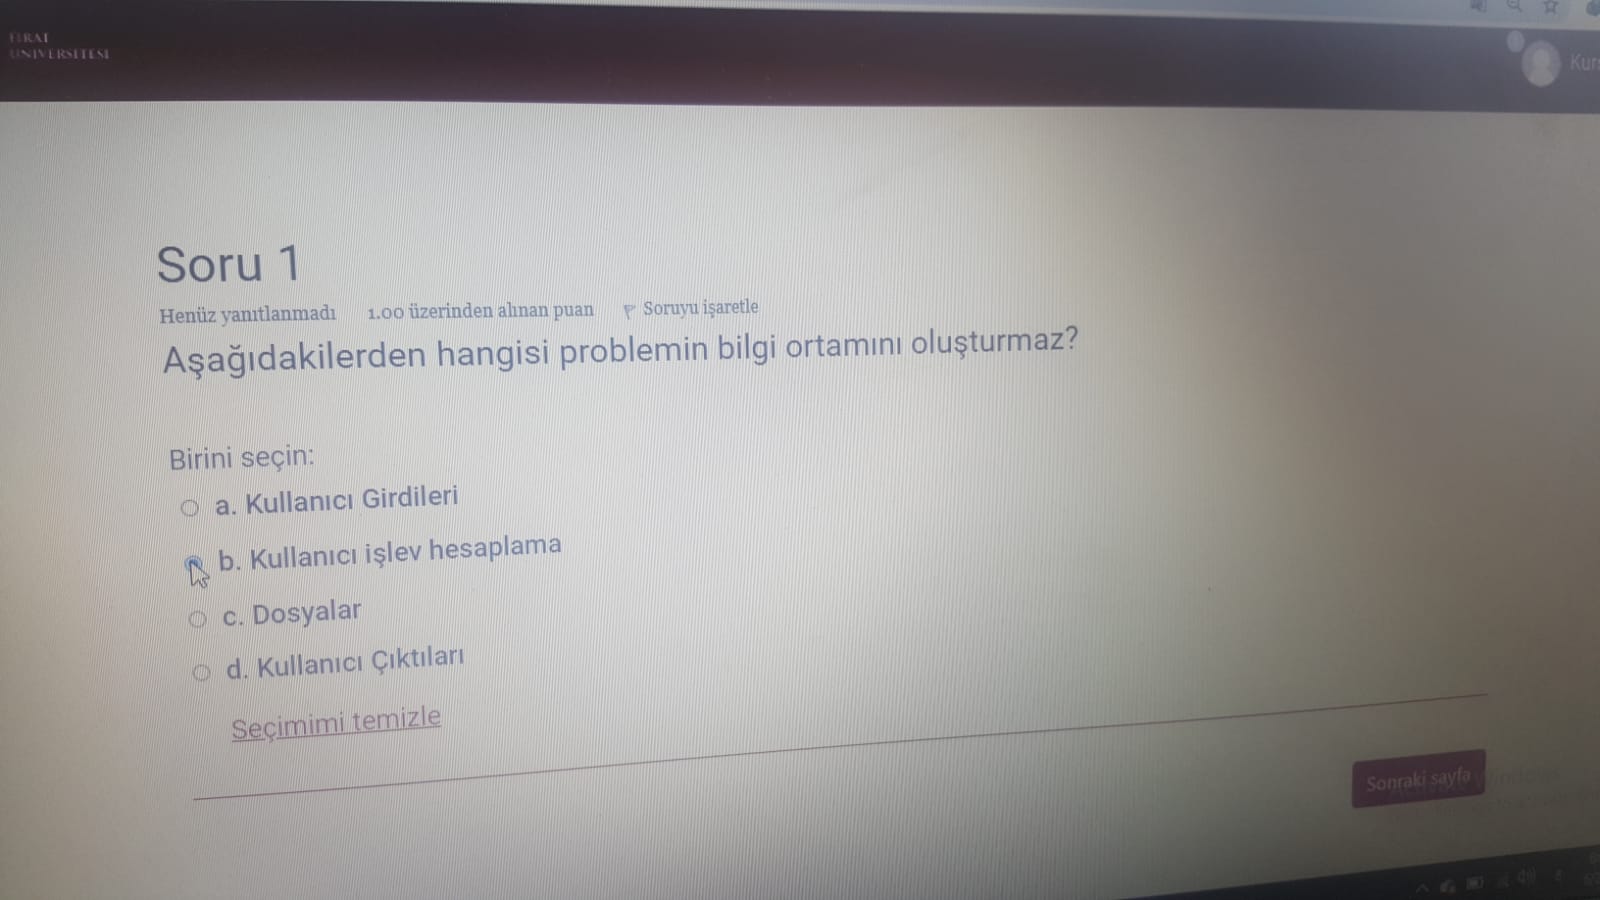 FIRAT
ÜNİVERSİTESİ
Soru 1
Henüz yanıtlanmadı 1.00 üzerinden alınan puan Soruyu işaretle
Aşağıdakilerden hangisi problemin bilgi ortamını oluşturmaz?
Birini seçin:
a. Kullanıcı Girdileri
b. Kullanıcı işlev hesaplama
c. Dosyalar
d. Kullanıcı Çıktıları
Seçimimi temizle
Sonraki sayfa